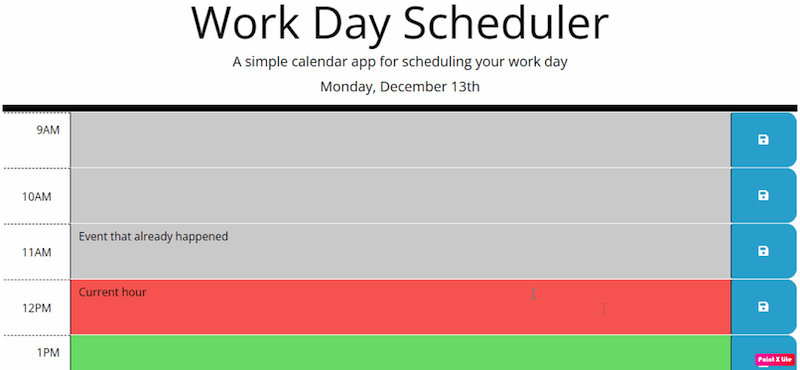 Work Day Scheduler
A simple calendar app for scheduling your work day
Monday, December 13th
9AM
10AM
11AM Event that already happened
12PM Current hour
1PM
Paint X lite